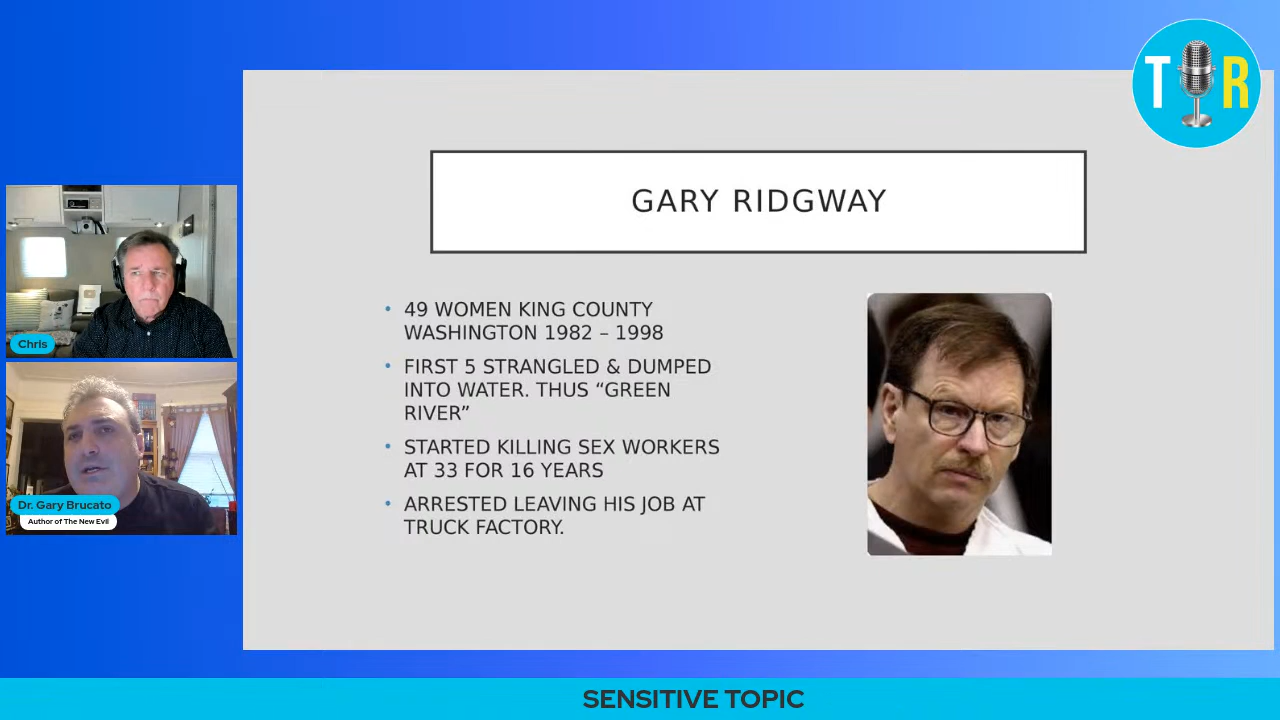 T R
GARY RIDGWAY
• 49 WOMEN KING COUNTY
WASHINGTON 1982 – 1998
• FIRST 5 STRANGLED & DUMPED
INTO WATER. THUS “GREEN
RIVER”
• STARTED KILLING SEX WORKERS
AT 33 FOR 16 YEARS
• ARRESTED LEAVING HIS JOB AT
TRUCK FACTORY.
Chris
Dr. Gary Brucato
Author of The New Evil
SENSITIVE TOPIC